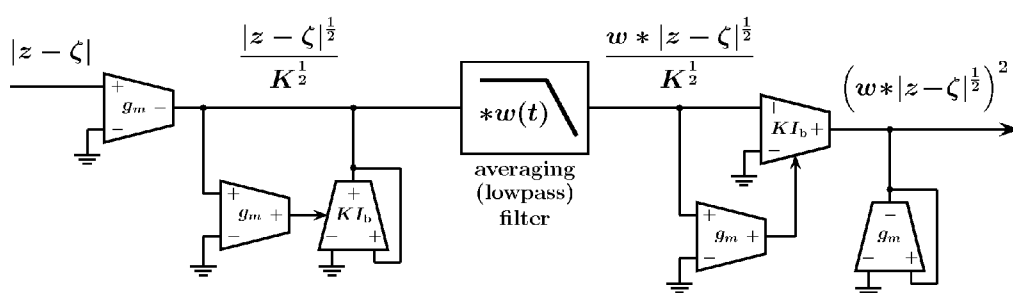 |z − ζ|
+
g_m −
−
|z − ζ|^{1/2}
K^{1/2}
+
g_m +
−
+
KI_b
− +
∗w(t)
averaging
(lowpass)
filter
w ∗ |z − ζ|^{1/2}
K^{1/2}
+
KI_b +
−
+
g_m +
−
(w∗|z−ζ|^{1/2})^2
−
g_m
− +